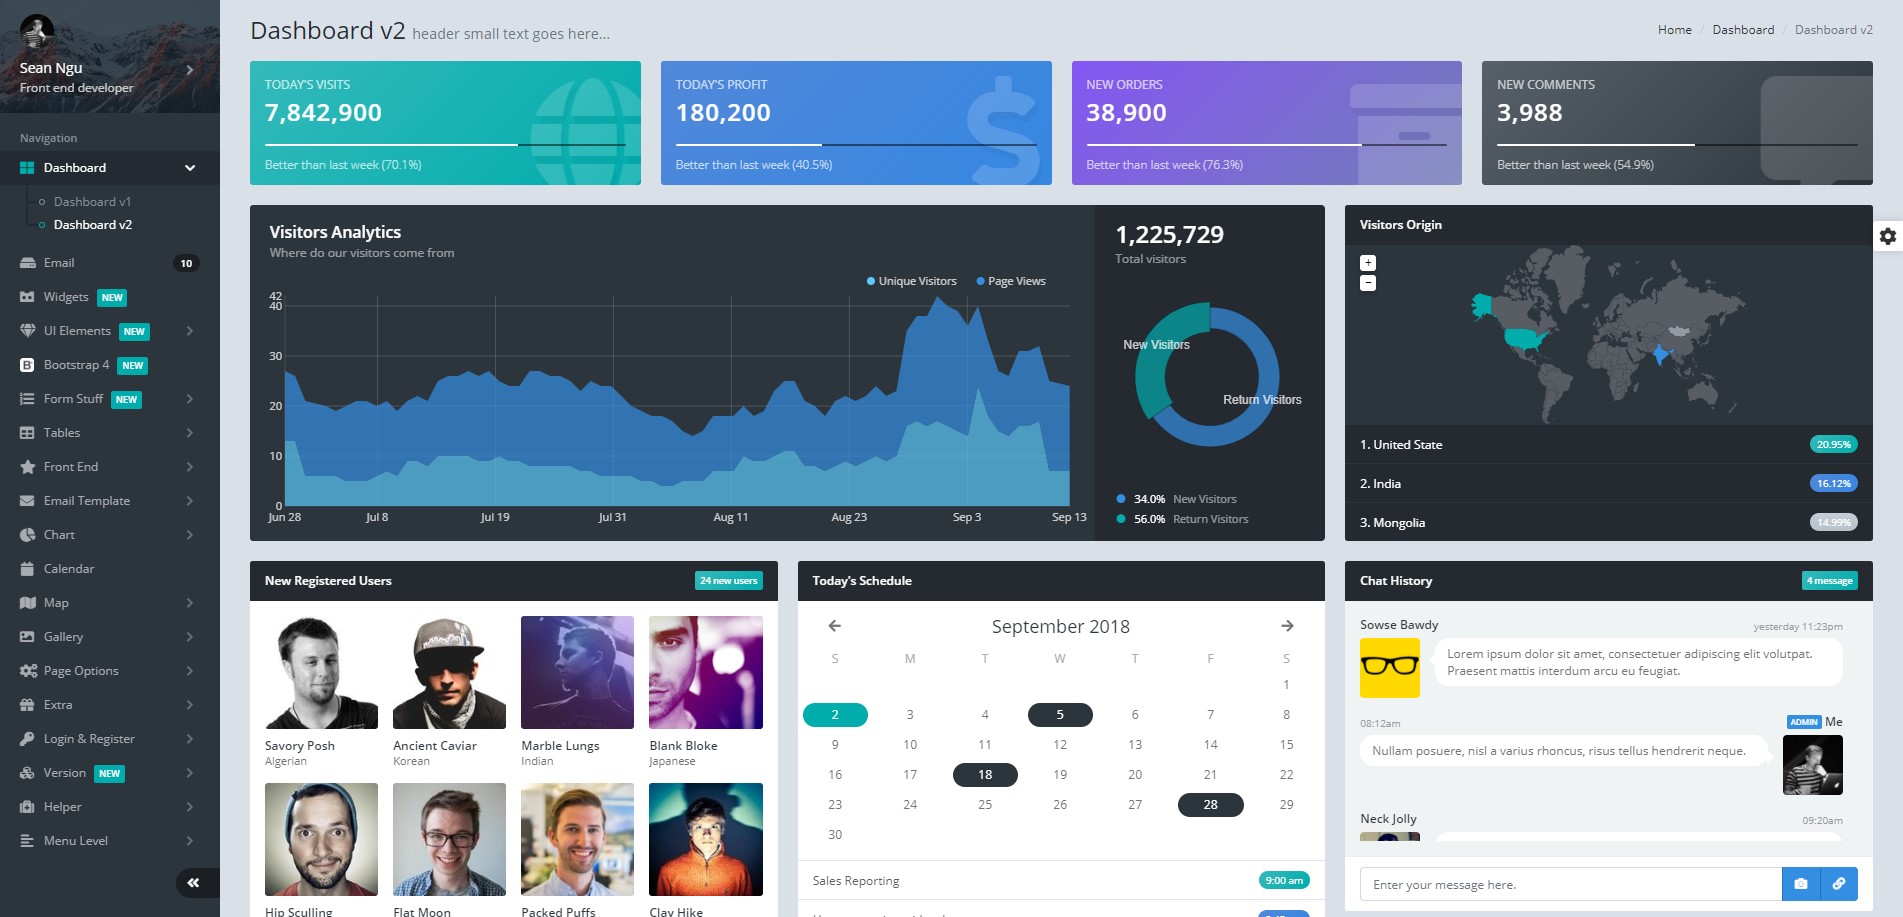 Sean Ngu
Front end developer
Navigation
Dashboard
Dashboard v1
Dashboard v2
Email 10
Widgets NEW
UI Elements NEW
B Bootstrap 4 NEW
Form Stuff NEW
Tables
Front End
Email Template
Chart
Calendar
Map
Gallery
Page Options
Extra
Login & Register
Version NEW
Helper
Menu Level
Dashboard v2 header small text goes here...
Home / Dashboard / Dashboard v2
TODAY'S VISITS
7,842,900
Better than last week (70.1%)
TODAY'S PROFIT
180,200
Better than last week (40.5%)
$
NEW ORDERS
38,900
Better than last week (76.3%)
NEW COMMENTS
3,988
Better than last week (54.9%)
Visitors Analytics
Where do our visitors come from
Unique Visitors Page Views
42
40
30
20
10
0
Jun 28 Jul 8 Jul 19 Jul 31 Aug 11 Aug 23 Sep 3 Sep 13
1,225,729
Total visitors
New Visitors
Return Visitors
34.0% New Visitors
56.0% Return Visitors
Visitors Origin
+
−
1. United State 20.95%
2. India 16.12%
3. Mongolia 14.99%
New Registered Users 24 new users
Savory Posh
Algerian
Ancient Caviar
Korean
Marble Lungs
Indian
Blank Bloke
Japanese
Hip Sculling
Flat Moon
Packed Puffs
Clay Hike
Today's Schedule
September 2018
S M T W T F S
1
2 3 4 5 6 7 8
9 10 11 12 13 14 15
16 17 18 19 20 21 22
23 24 25 26 27 28 29
30
Sales Reporting 9:00 am
Chat History 4 message
Sowse Bawdy yesterday 11:23pm
Lorem ipsum dolor sit amet, consectetuer adipiscing elit volutpat.
Praesent mattis interdum arcu eu feugiat.
08:12am ADMIN Me
Nullam posuere, nisl a varius rhoncus, risus tellus hendrerit neque.
Neck Jolly 09:20am
Enter your message here.